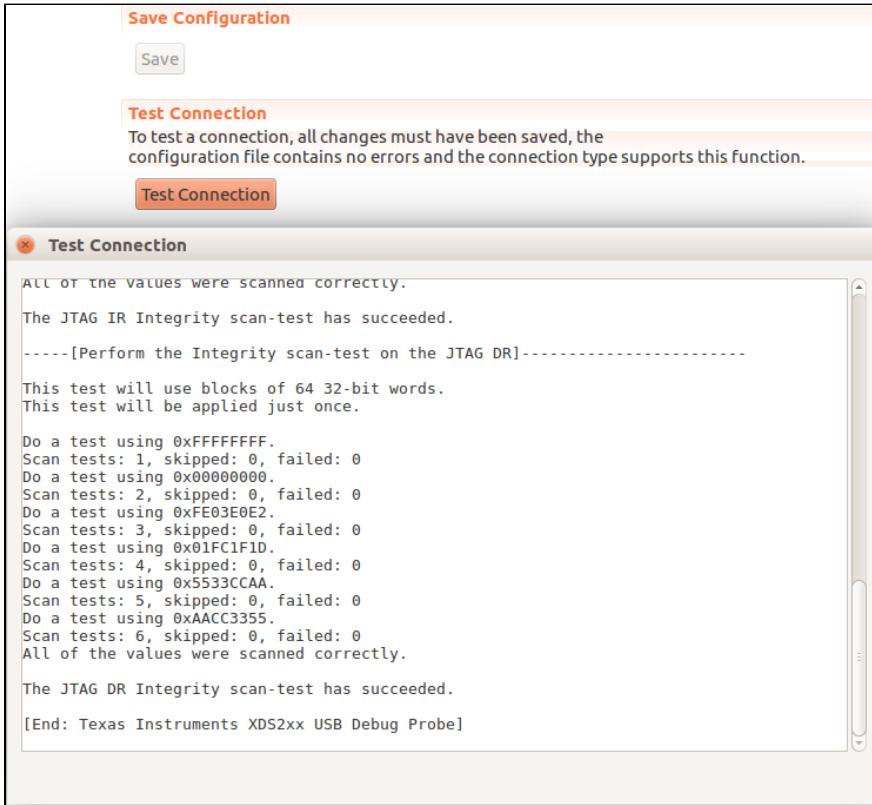 Save Configuration
Save
Test Connection
To test a connection, all changes must have been saved, the
configuration file contains no errors and the connection type supports this function.
Test Connection
Test Connection
All of the values were scanned correctly.
The JTAG IR Integrity scan-test has succeeded.
-----[Perform the Integrity scan-test on the JTAG DR]------------------------
This test will use blocks of 64 32-bit words.
This test will be applied just once.
Do a test using 0xFFFFFFFF.
Scan tests: 1, skipped: 0, failed: 0
Do a test using 0x00000000.
Scan tests: 2, skipped: 0, failed: 0
Do a test using 0xFE03E0E2.
Scan tests: 3, skipped: 0, failed: 0
Do a test using 0x01FC1F1D.
Scan tests: 4, skipped: 0, failed: 0
Do a test using 0x5533CCAA.
Scan tests: 5, skipped: 0, failed: 0
Do a test using 0xAACC3355.
Scan tests: 6, skipped: 0, failed: 0
All of the values were scanned correctly.
The JTAG DR Integrity scan-test has succeeded.
[End: Texas Instruments XDS2xx USB Debug Probe]